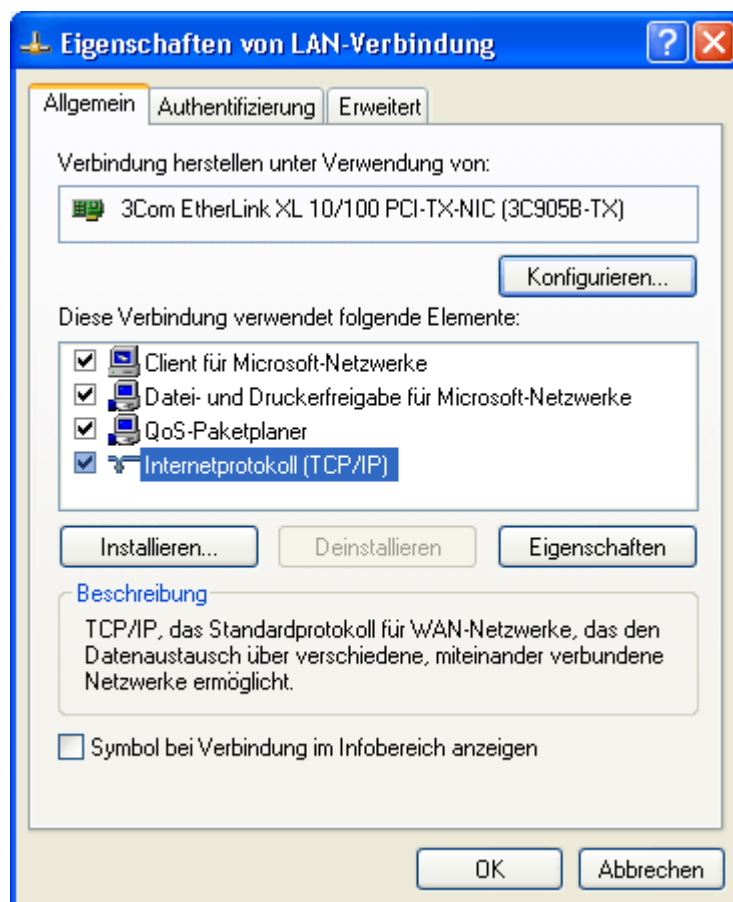 Eigenschaften von LAN-Verbindung
Allgemein
Authentifizierung
Erweitert
Verbindung herstellen unter Verwendung von:
3Com EtherLink XL 10/100 PCI-TX-NIC (3C905B-TX)
Konfigurieren...
Diese Verbindung verwendet folgende Elemente:
Client für Microsoft-Netzwerke
Datei- und Druckerfreigabe für Microsoft-Netzwerke
QoS-Paketplaner
Internetprotokoll (TCP/IP)
Installieren...
Deinstallieren
Eigenschaften
Beschreibung
TCP/IP, das Standardprotokoll für WAN-Netzwerke, das den
Datenaustausch über verschiedene, miteinander verbundene
Netzwerke ermöglicht.
Symbol bei Verbindung im Infobereich anzeigen
OK
Abbrechen